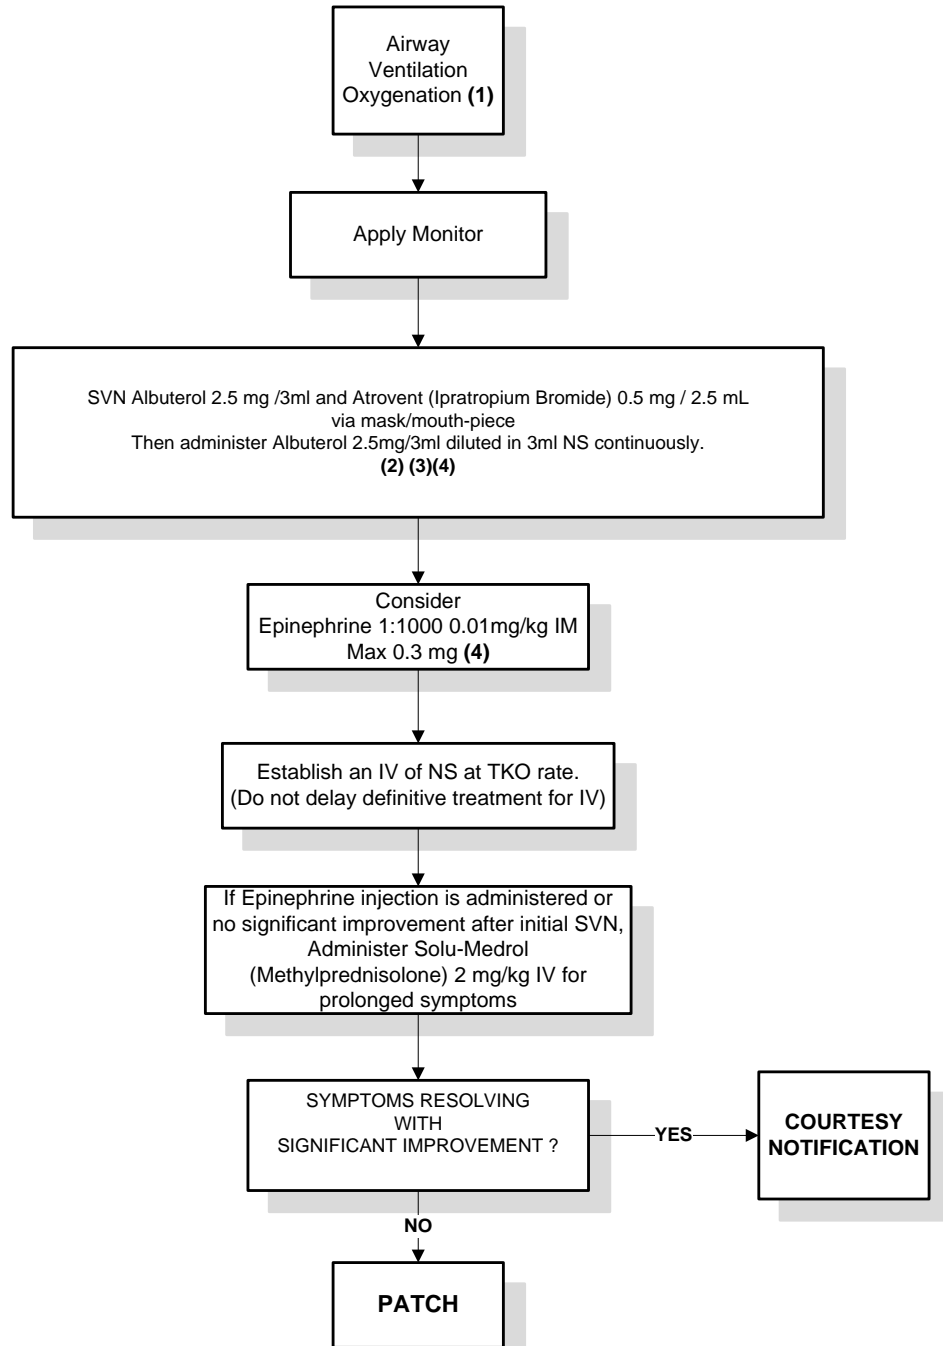 Airway
Ventilation
Oxygenation (1)
Apply Monitor
SVN Albuterol 2.5 mg /3ml and Atrovent (Ipratropium Bromide) 0.5 mg / 2.5 mL
via mask/mouth-piece
Then administer Albuterol 2.5mg/3ml diluted in 3ml NS continuously.
(2) (3)(4)
Consider
Epinephrine 1:1000 0.01mg/kg IM
Max 0.3 mg (4)
Establish an IV of NS at TKO rate.
(Do not delay definitive treatment for IV)
If Epinephrine injection is administered or
no significant improvement after initial SVN,
Administer Solu-Medrol
(Methylprednisolone) 2 mg/kg IV for
prolonged symptoms
SYMPTOMS RESOLVING
WITH
SIGNIFICANT IMPROVEMENT ?
YES
COURTESY
NOTIFICATION
NO
PATCH